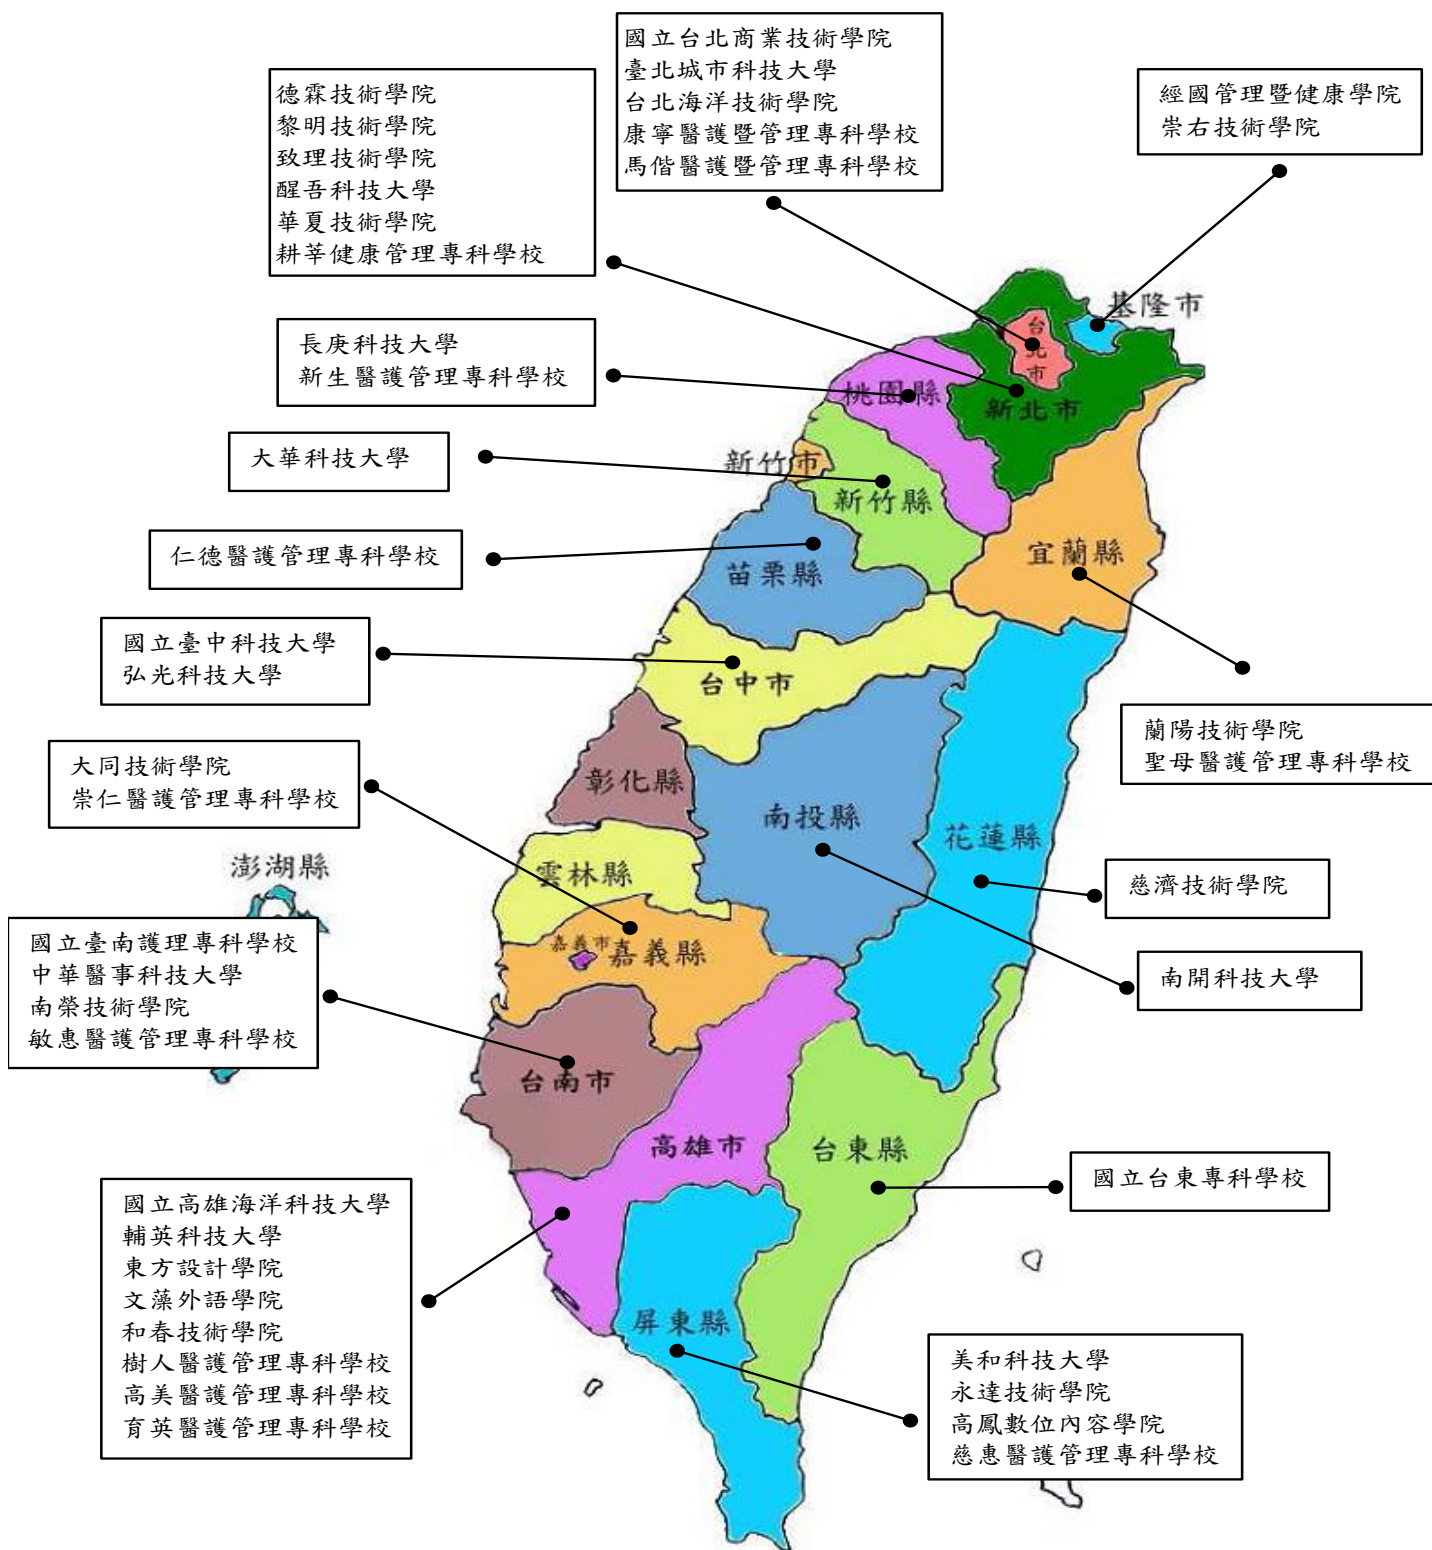 國立台北商業技術學院
臺北城市科技大學
台北海洋技術學院
康寧醫護暨管理專科學校
馬偕醫護暨管理專科學校
德霖技術學院
黎明技術學院
致理技術學院
醒吾科技大學
華夏技術學院
耕莘健康管理專科學校
經國管理暨健康學院
崇右技術學院
基隆市
台北市
新北市
長庚科技大學
新生醫護管理專科學校
桃園縣
大華科技大學
新竹市
新竹縣
仁德醫護管理專科學校
苗栗縣
宜蘭縣
國立臺中科技大學
弘光科技大學
台中市
蘭陽技術學院
聖母醫護管理專科學校
大同技術學院
崇仁醫護管理專科學校
彰化縣
南投縣
花蓮縣
雲林縣
澎湖縣
慈濟技術學院
嘉義市
嘉義縣
國立臺南護理專科學校
中華醫事科技大學
南榮技術學院
敏惠醫護管理專科學校
南開科技大學
台南市
高雄市
台東縣
國立台東專科學校
國立高雄海洋科技大學
輔英科技大學
東方設計學院
文藻外語學院
和春技術學院
樹人醫護管理專科學校
高美醫護管理專科學校
育英醫護管理專科學校
屏東縣
美和科技大學
永達技術學院
高鳳數位內容學院
慈惠醫護管理專科學校